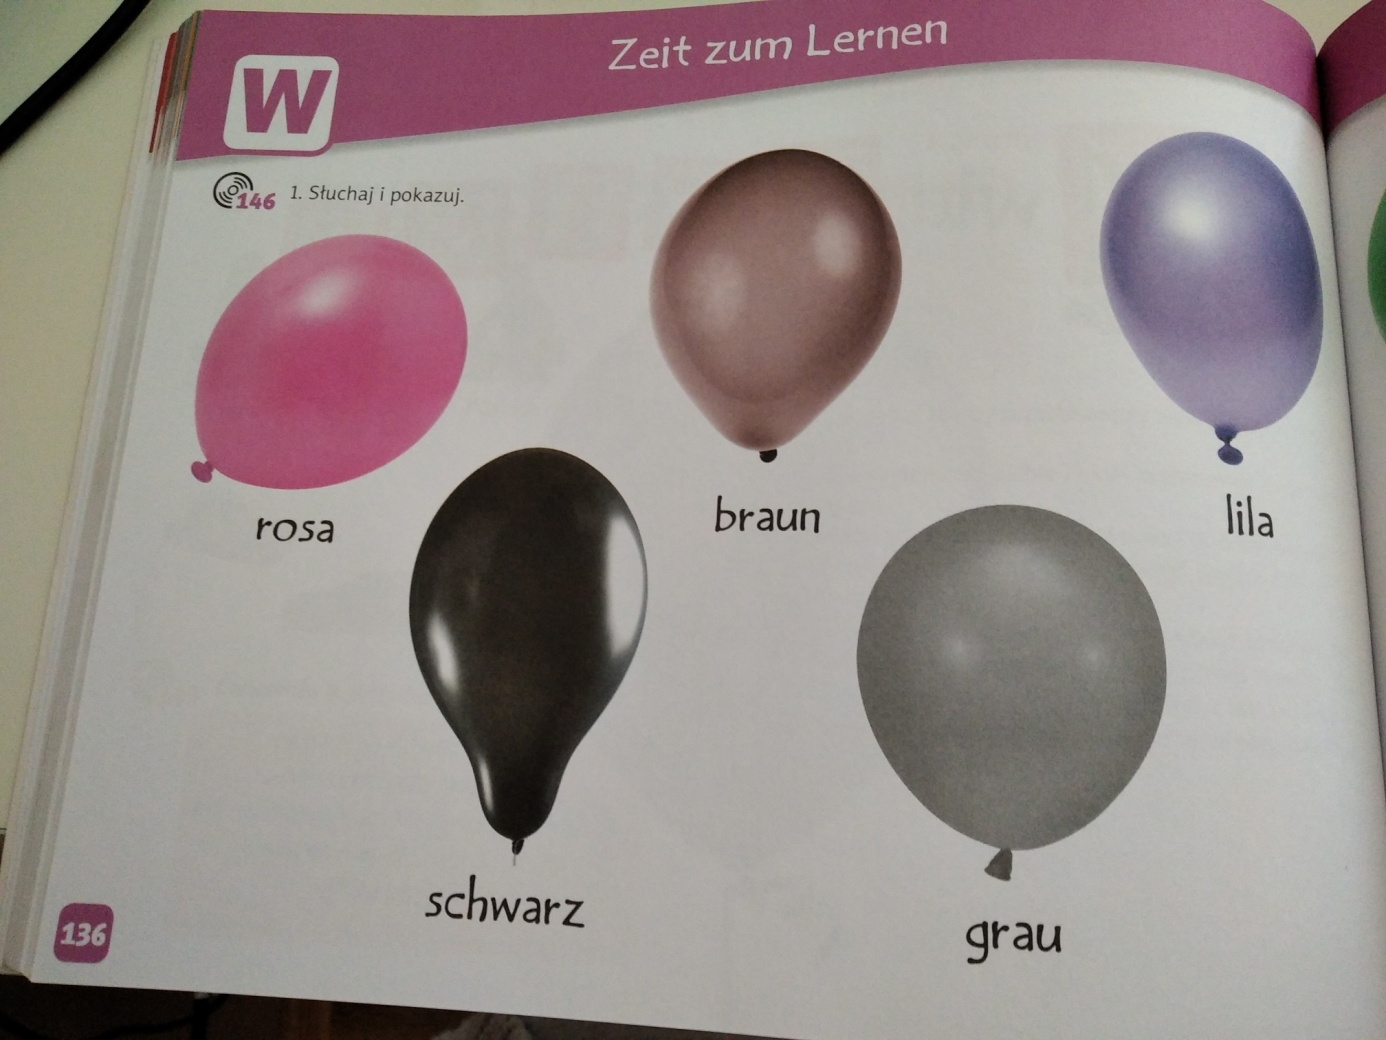 Zeit zum Lernen
W
146 1. Słuchaj i pokazuj.
rosa
braun
lila
schwarz
grau
136